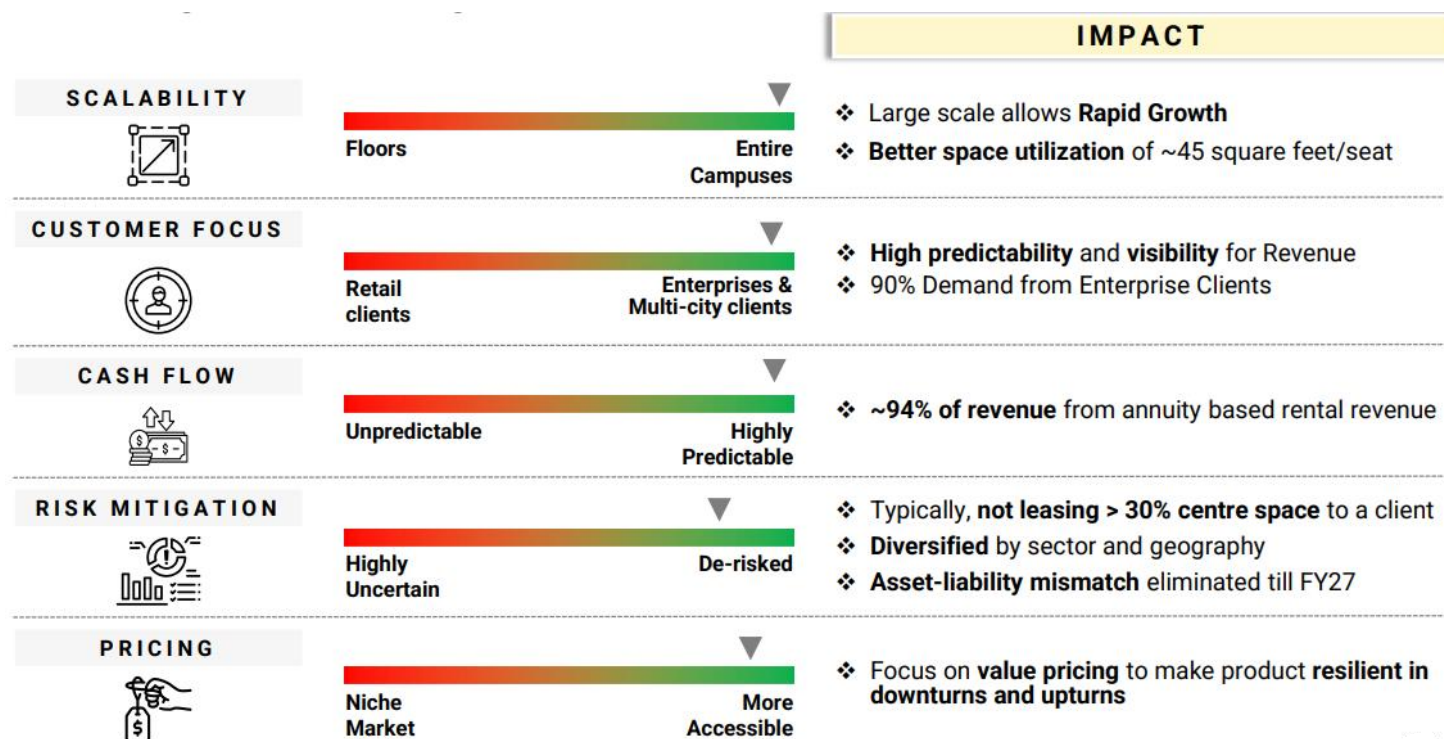 IMPACT
SCALABILITY
Floors
Entire
Campuses
❖ Large scale allows Rapid Growth
❖ Better space utilization of ~45 square feet/seat
CUSTOMER FOCUS
Retail
clients
Enterprises &
Multi-city clients
❖ High predictability and visibility for Revenue
❖ 90% Demand from Enterprise Clients
CASH FLOW
Unpredictable
Highly
Predictable
❖ ~94% of revenue from annuity based rental revenue
RISK MITIGATION
Highly
Uncertain
De-risked
❖ Typically, not leasing > 30% centre space to a client
❖ Diversified by sector and geography
❖ Asset-liability mismatch eliminated till FY27
PRICING
Niche
Market
More
Accessible
❖ Focus on value pricing to make product resilient in
downturns and upturns